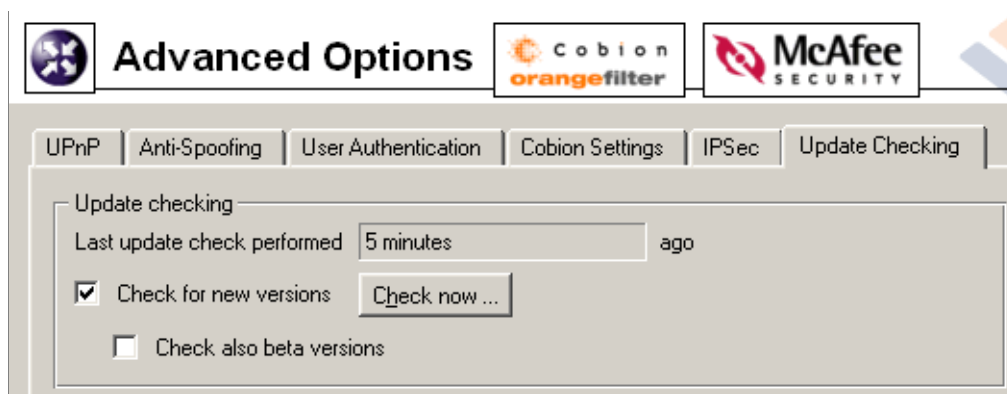 Advanced Options
Cobion
orangefilter
McAfee
SECURITY
UPnP Anti-Spoofing User Authentication Cobion Settings IPSec Update Checking
Update checking
Last update check performed 5 minutes ago
Check for new versions Check now ...
Check also beta versions